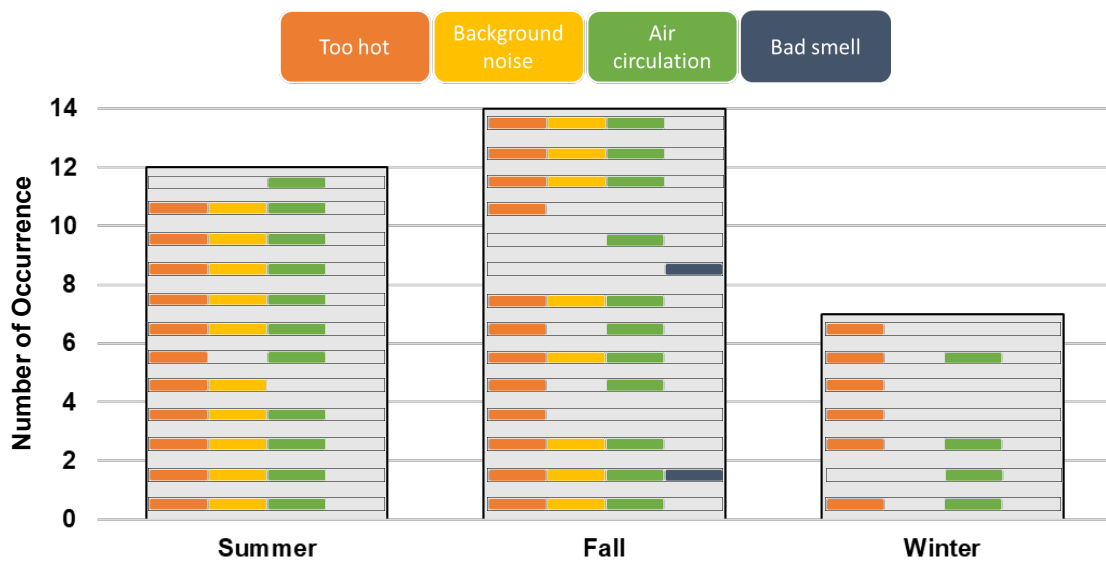 Too hot
Background
noise
Air
circulation
Bad smell
Number of Occurrence
14
12
10
8
6
4
2
0
Summer
Fall
Winter